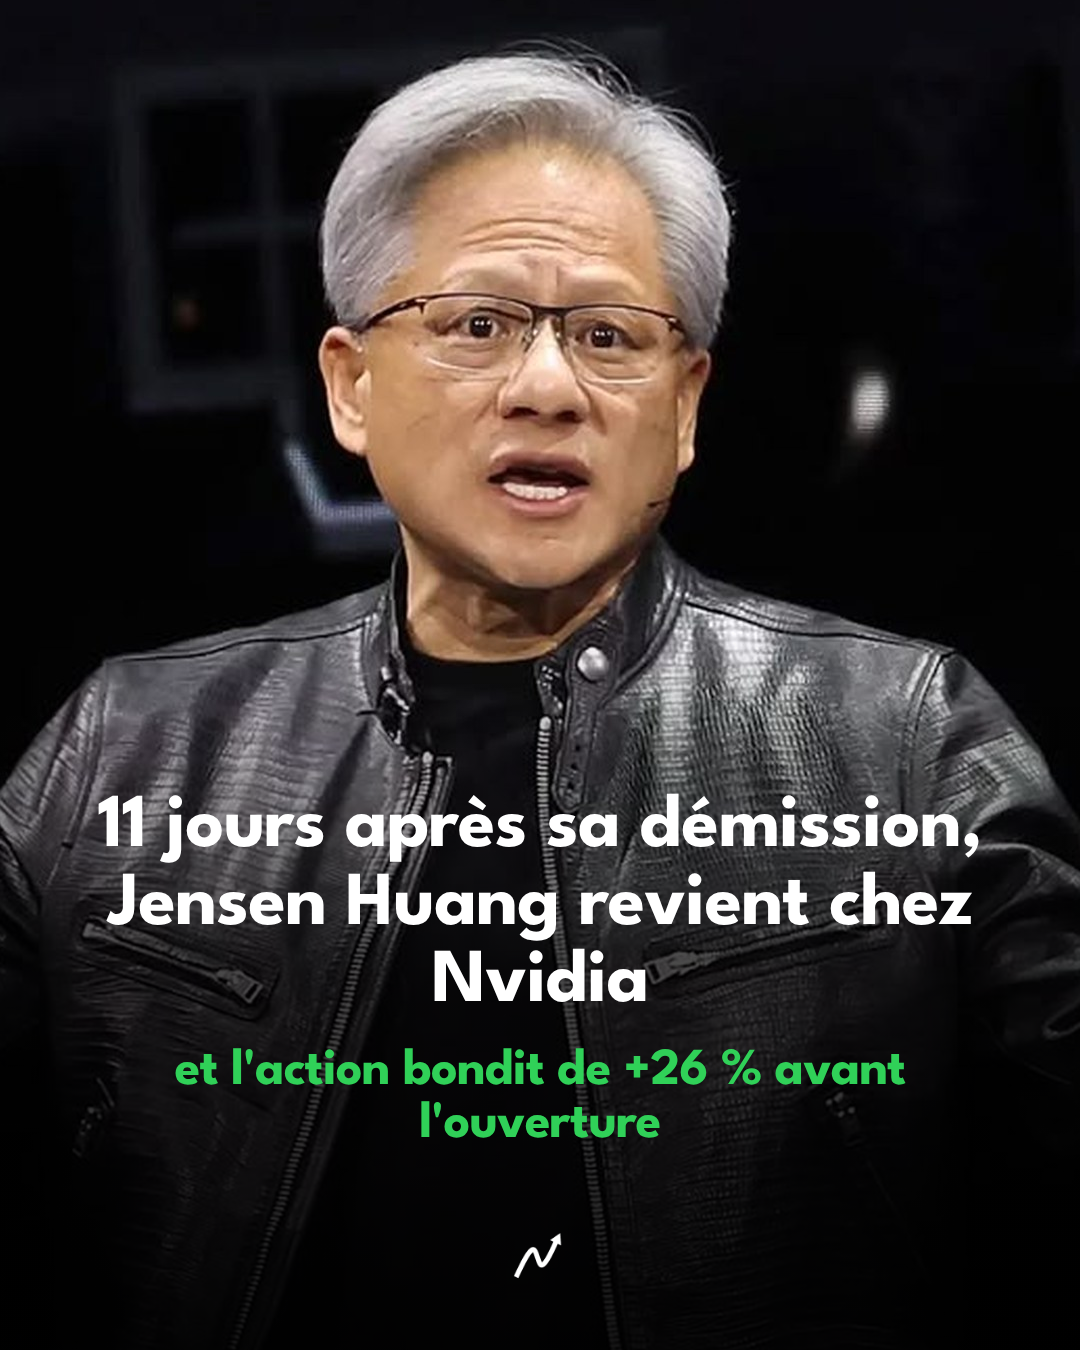 11 jours après sa démission,
Jensen Huang revient chez
Nvidia
et l'action bondit de +26 % avant
l'ouverture